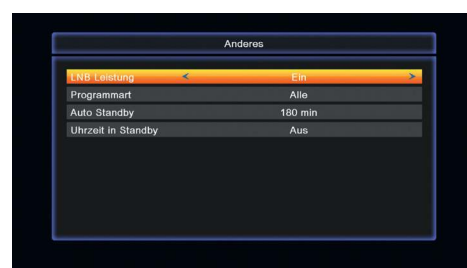 Anderes
LNB Leistung < Ein >
Programmart Alle
Auto Standby 180 min
Uhrzeit in Standby Aus